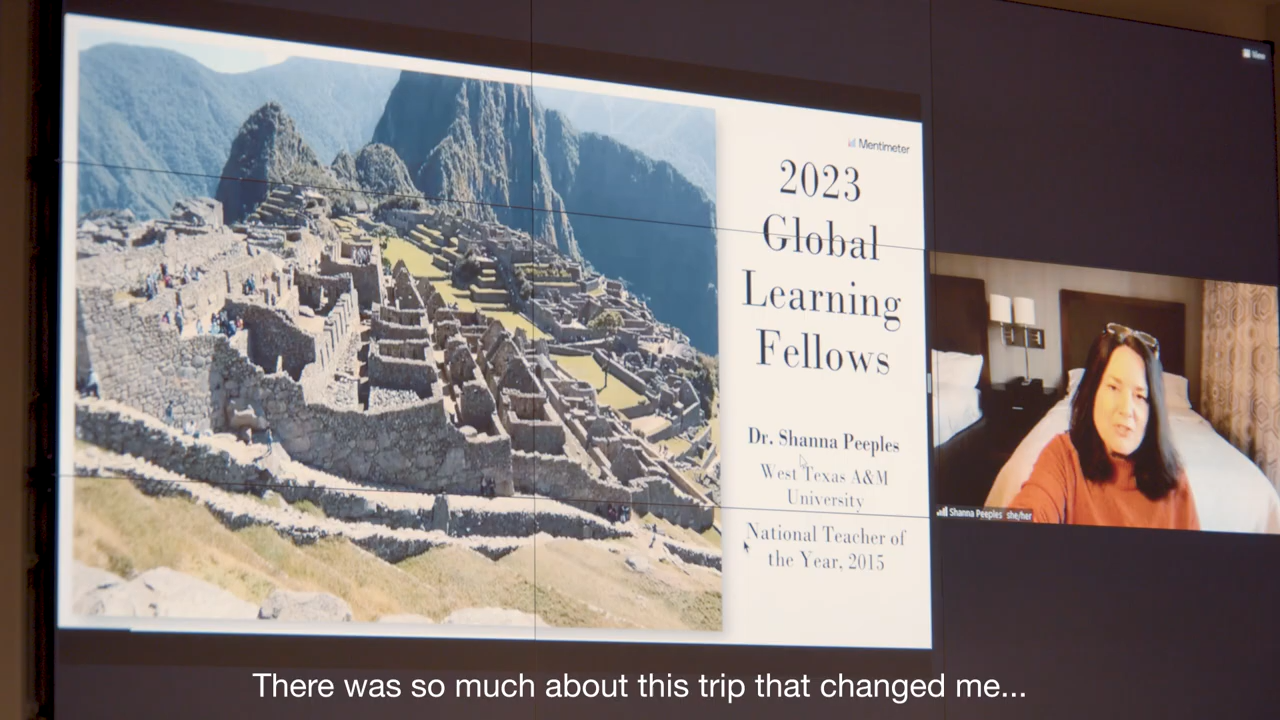 View
Mentimeter
2023
Global
Learning
Fellows
Dr. Shanna Peeples
West Texas A&M
University
National Teacher of
the Year, 2015
Shanna Peeples she/her
There was so much about this trip that changed me...